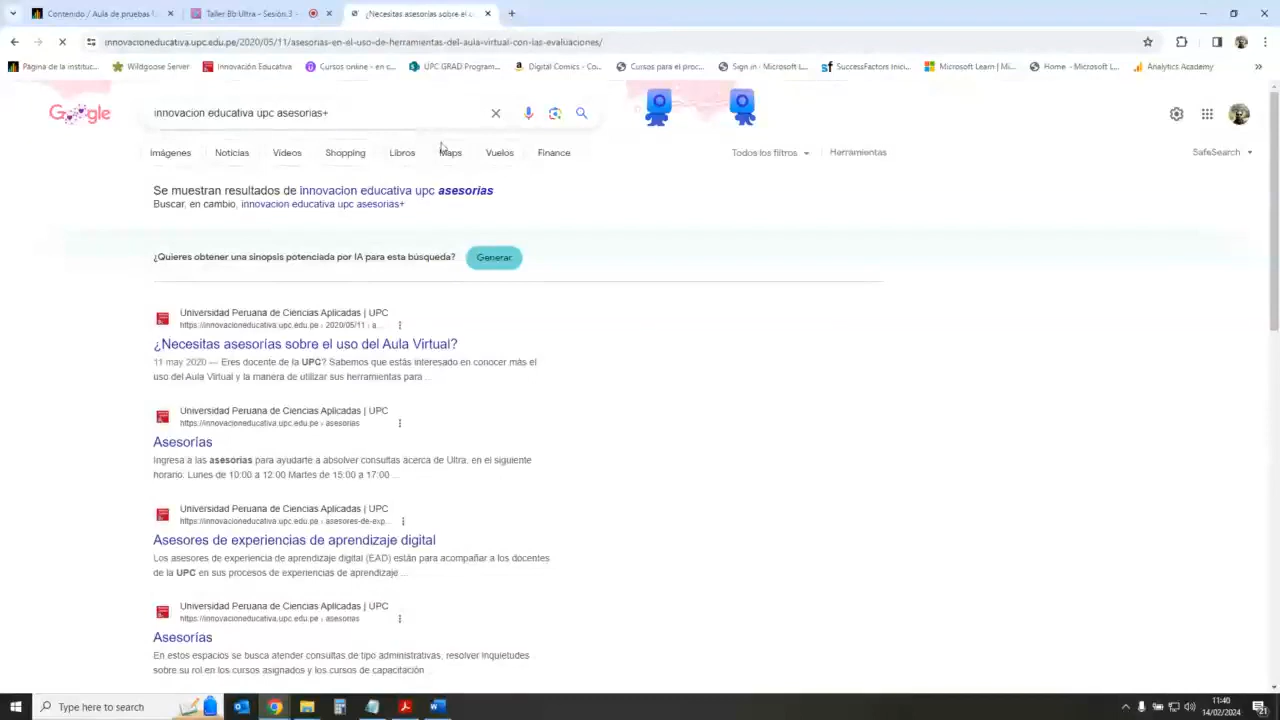 Contenido / Aula de pruebas
Taller Bb Ultra – Sesión 3 -
¿Necesitas asesorías sobre el
innovacioneducativa.upc.edu.pe/2020/05/11/asesorias-en-el-uso-de-herramientas-del-aula-virtual-con-las-evaluaciones/
Página de la instituc...
Wildgoose Server
Innovación Educativa
Cursos online - en c...
UPC GRAD Program...
Digital Comics - Co...
Cursos para el proc...
Sign in · Microsoft L...
SuccessFactors Inici...
Microsoft Learn | Mi...
Home - Microsoft L...
Analytics Academy
Google
innovacion educativa upc asesorias+
Imágenes
Noticias
Videos
Shopping
Libros
Maps
Vuelos
Finance
Todos los filtros
Herramientas
SafeSearch
Se muestran resultados de innovacion educativa upc asesorias
Buscar, en cambio, innovacion educativa upc asesorias+
¿Quieres obtener una sinopsis potenciada por IA para esta búsqueda?
Generar
Universidad Peruana de Ciencias Aplicadas | UPC
https://innovacioneducativa.upc.edu.pe › 2020/05/11 › a...
¿Necesitas asesorías sobre el uso del Aula Virtual?
11 may 2020 — Eres docente de la UPC? Sabemos que estás interesado en conocer más el
uso del Aula Virtual y la manera de utilizar sus herramientas para ...
Universidad Peruana de Ciencias Aplicadas | UPC
https://innovacioneducativa.upc.edu.pe › asesorias
Asesorías
Ingresa a las asesorías para ayudarte a absolver consultas acerca de Ultra, en el siguiente
horario: Lunes de 10:00 a 12:00 Martes de 15:00 a 17:00 ...
Universidad Peruana de Ciencias Aplicadas | UPC
https://innovacioneducativa.upc.edu.pe › asesores-de-exp...
Asesores de experiencias de aprendizaje digital
Los asesores de experiencia de aprendizaje digital (EAD) están para acompañar a los docentes
de la UPC en sus procesos de experiencias de aprendizaje ...
Universidad Peruana de Ciencias Aplicadas | UPC
https://innovacioneducativa.upc.edu.pe › asesorias
Asesorías
En estos espacios se busca atender consultas de tipo administrativas, resolver inquietudes
sobre su rol en los cursos asignados y los cursos de capacitación
Type here to search
11:40
14/02/2024